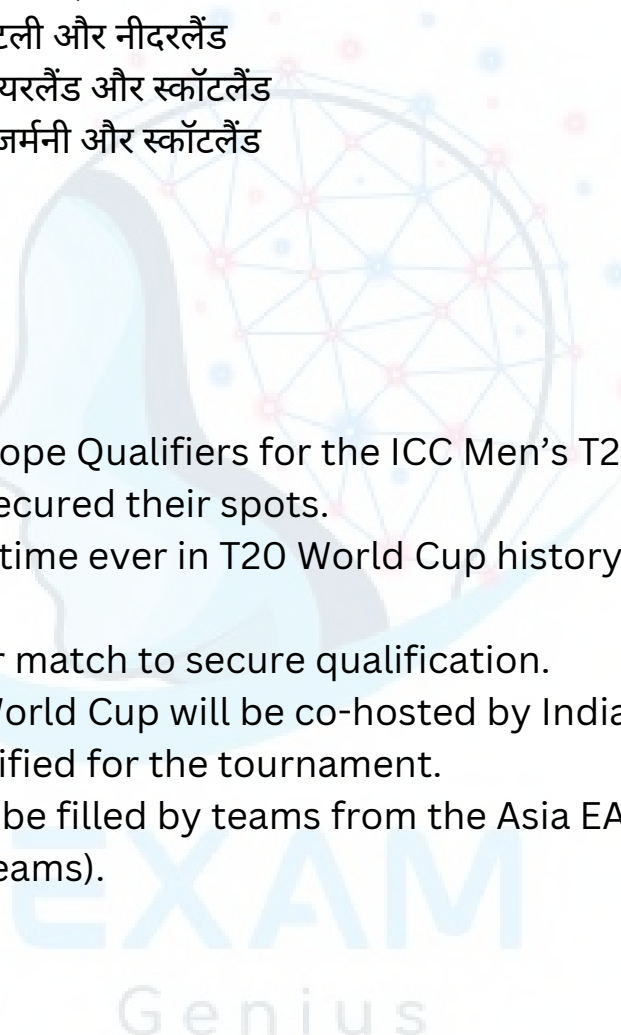 टली और नीदरलैंड
यरलैंड और स्कॉटलैंड
जर्मनी और स्कॉटलैंड
ope Qualifiers for the ICC Men’s T2
ecured their spots.
time ever in T20 World Cup history
r match to secure qualification.
World Cup will be co-hosted by India
ified for the tournament.
be filled by teams from the Asia EA
eams).
EXAM
Genius